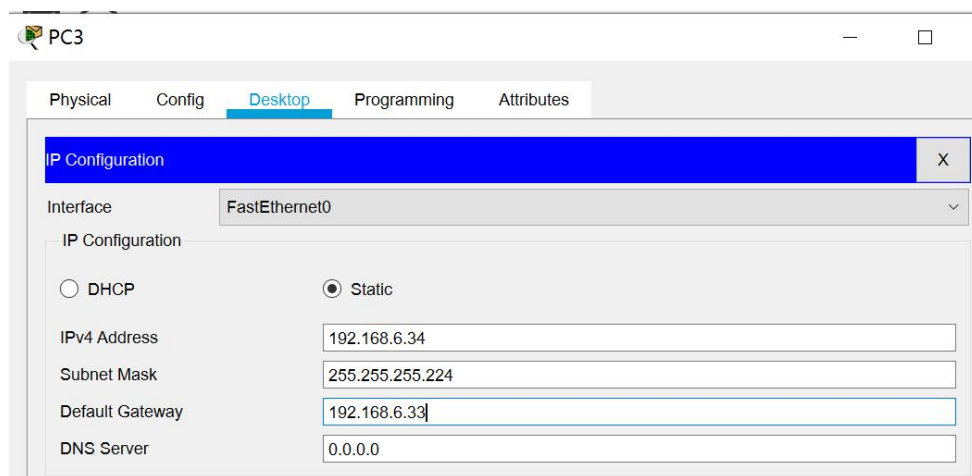 PC3
Physical Config Desktop Programming Attributes
IP Configuration X
Interface FastEthernet0
IP Configuration
DHCP Static
IPv4 Address 192.168.6.34
Subnet Mask 255.255.255.224
Default Gateway 192.168.6.33
DNS Server 0.0.0.0